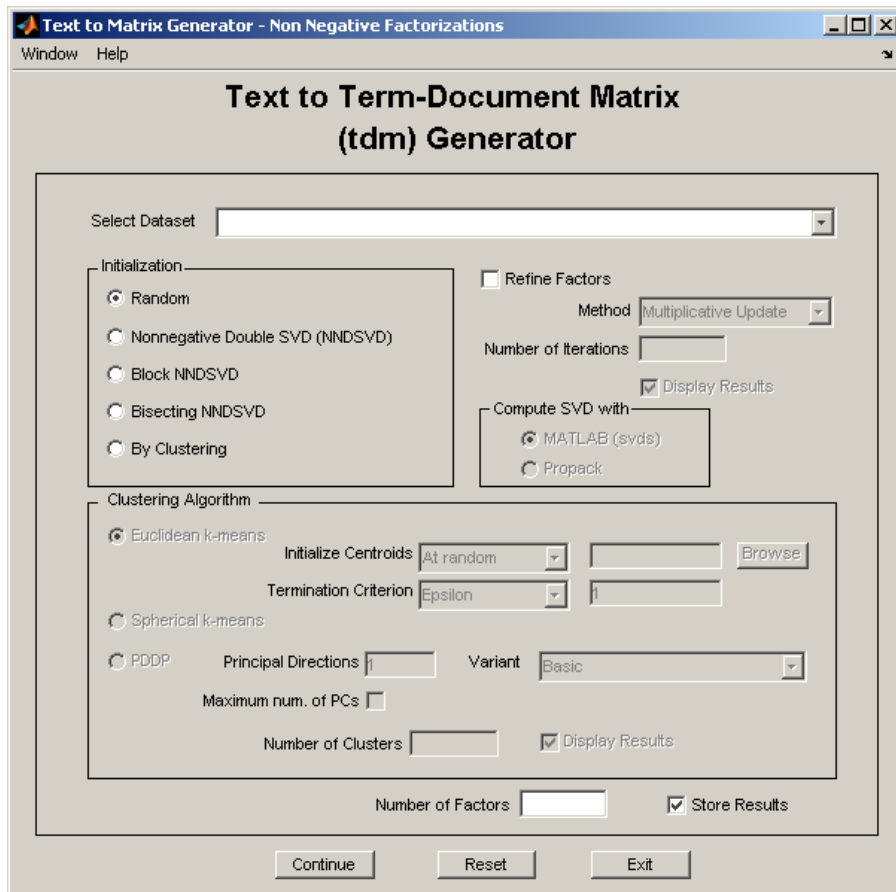 Text to Matrix Generator - Non Negative Factorizations
Window Help
Text to Term-Document Matrix
(tdm) Generator
Select Dataset
Initialization
Random
Nonnegative Double SVD (NNDSVD)
Block NNDSVD
Bisecting NNDSVD
By Clustering
Refine Factors
Method Multiplicative Update
Number of Iterations
Display Results
Compute SVD with
MATLAB (svds)
Propack
Clustering Algorithm
Euclidean k-means
Initialize Centroids At random Browse
Termination Criterion Epsilon 1
Spherical k-means
PDDP Principal Directions 1 Variant Basic
Maximum num. of PCs
Number of Clusters Display Results
Number of Factors Store Results
Continue Reset Exit